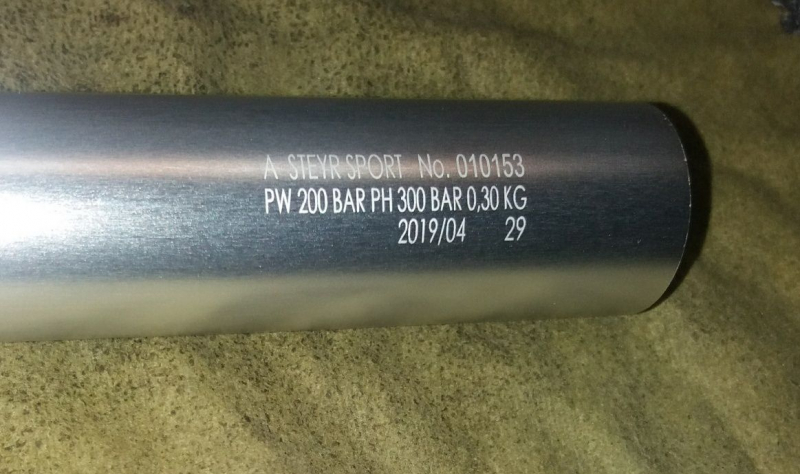 A STEYR SPORT No. 010153
PW 200 BAR PH 300 BAR 0,30 KG
2019/04 29